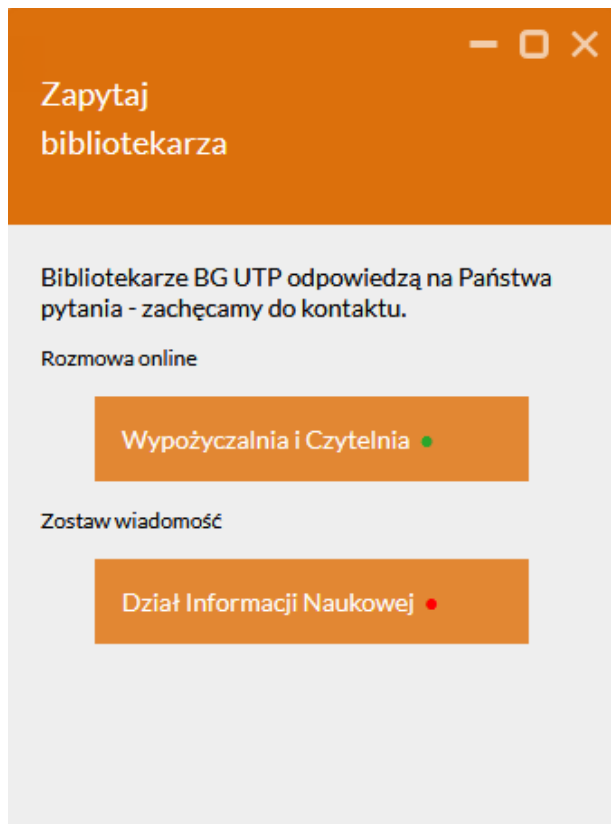 Zapytaj
bibliotekarza
Bibliotekarze BG UTP odpowiedzą na Państwa
pytania - zachęcamy do kontaktu.
Rozmowa online
Wypożyczalnia i Czytelnia
Zostaw wiadomość
Dział Informacji Naukowej